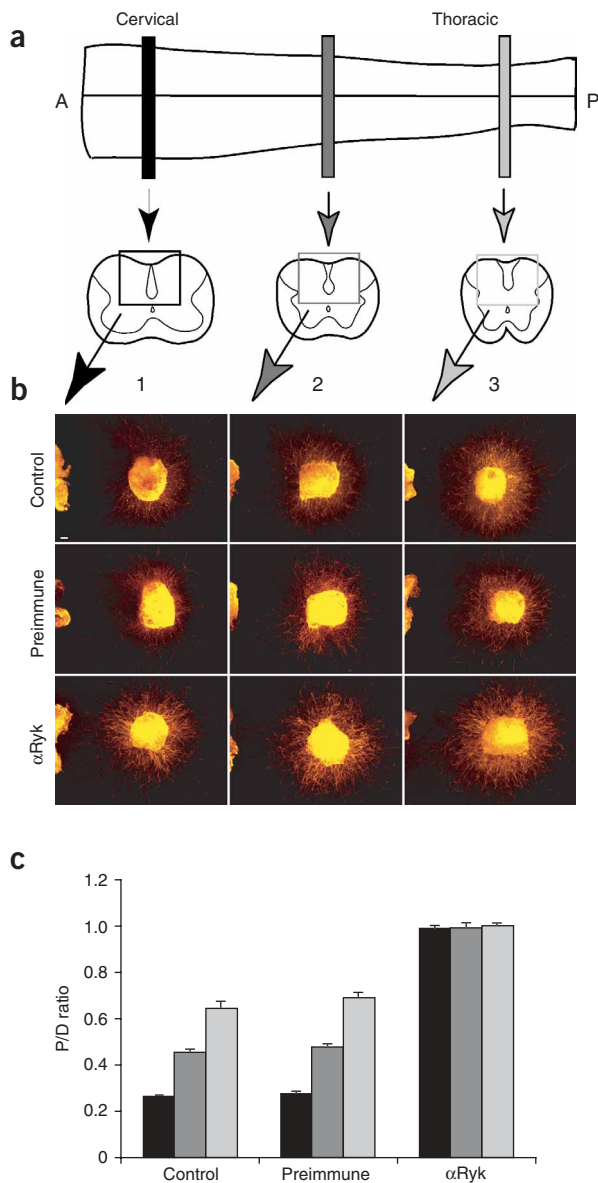 a
Cervical
Thoracic
A
P
1
2
3
b
Control
Preimmune
αRyk
c
1.2
1.0
0.8
0.6
0.4
0.2
0
P/D ratio
Control
Preimmune
αRyk